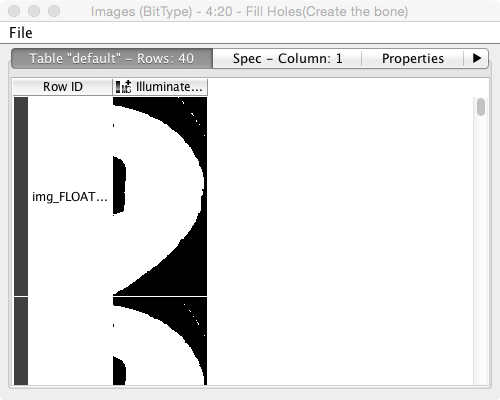 Images (BitType) - 4:20 - Fill Holes(Create the bone)
File
Table "default" - Rows: 40 Spec - Column: 1 Properties
Row ID Illuminate...
img_FLOAT...